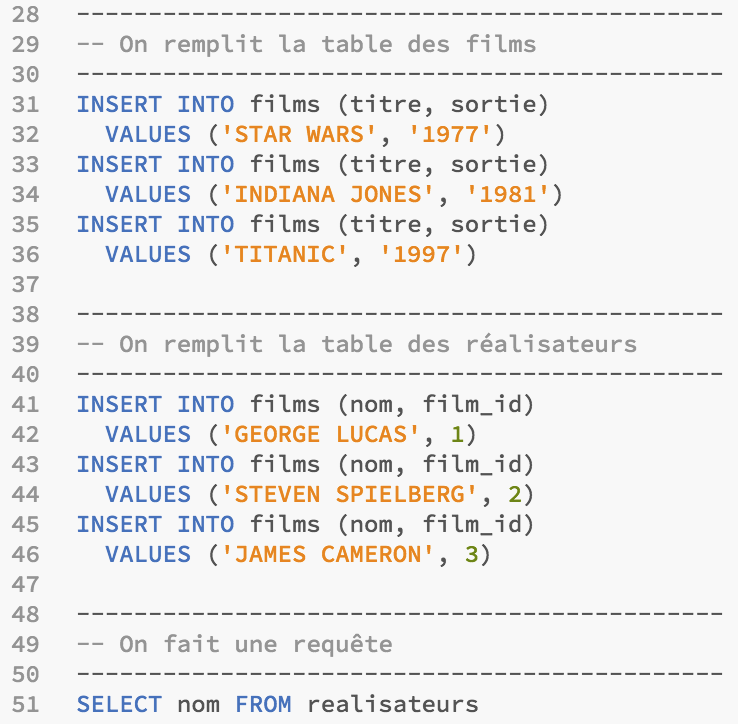 28 ---------------------------------------------
29 -- On remplit la table des films
30 ---------------------------------------------
31 INSERT INTO films (titre, sortie)
32   VALUES ('STAR WARS', '1977')
33 INSERT INTO films (titre, sortie)
34   VALUES ('INDIANA JONES', '1981')
35 INSERT INTO films (titre, sortie)
36   VALUES ('TITANIC', '1997')
37
38 ---------------------------------------------
39 -- On remplit la table des réalisateurs
40 ---------------------------------------------
41 INSERT INTO films (nom, film_id)
42   VALUES ('GEORGE LUCAS', 1)
43 INSERT INTO films (nom, film_id)
44   VALUES ('STEVEN SPIELBERG', 2)
45 INSERT INTO films (nom, film_id)
46   VALUES ('JAMES CAMERON', 3)
47
48 ---------------------------------------------
49 -- On fait une requête
50 ---------------------------------------------
51 SELECT nom FROM realisateurs